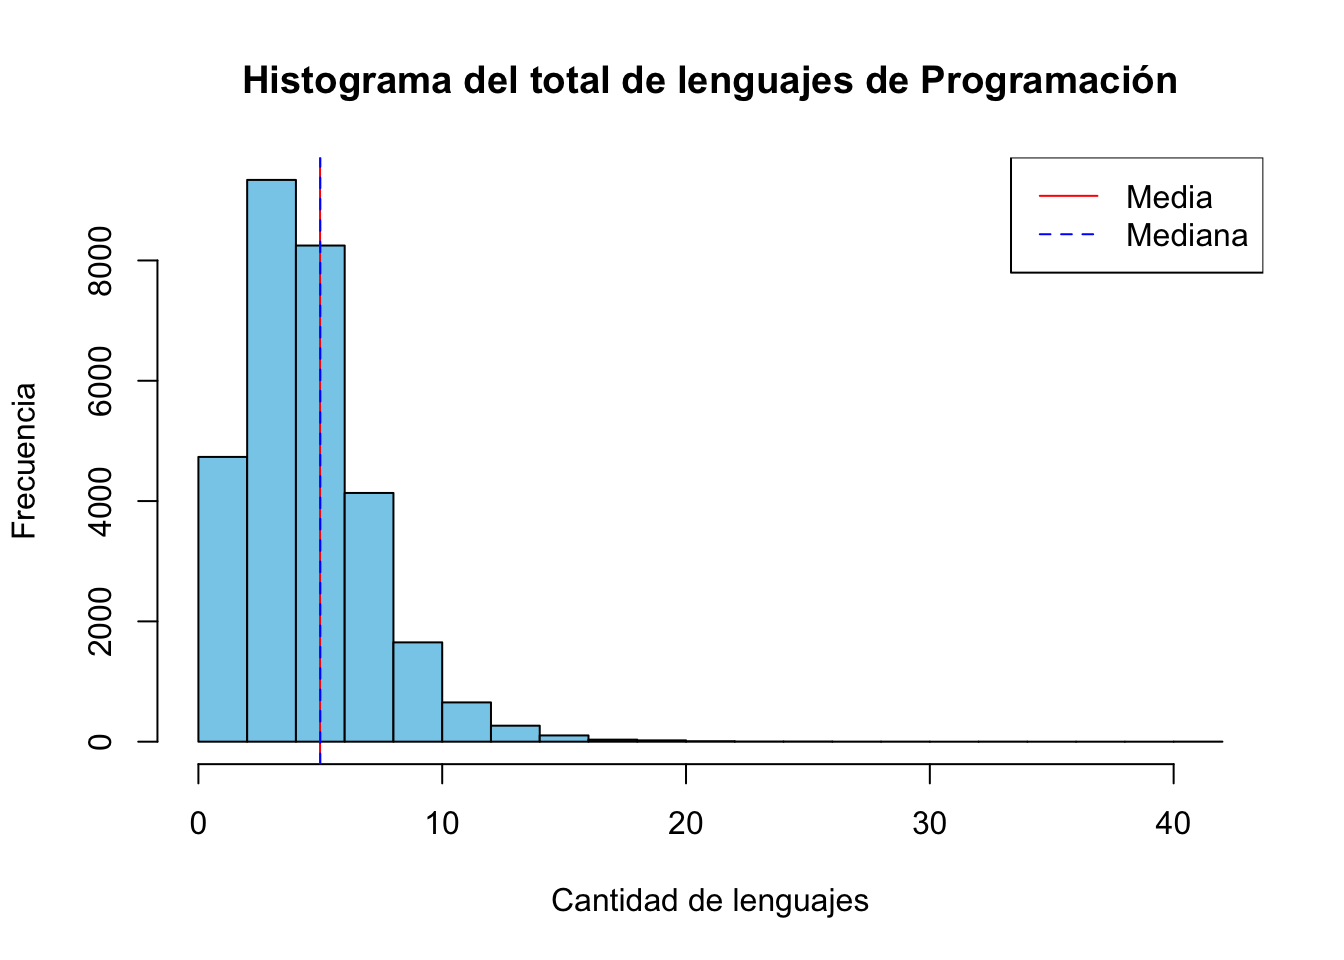 Histograma del total de lenguajes de Programación
Media
Mediana
Frecuencia
8000
6000
4000
2000
0
0 10 20 30 40
Cantidad de lenguajes